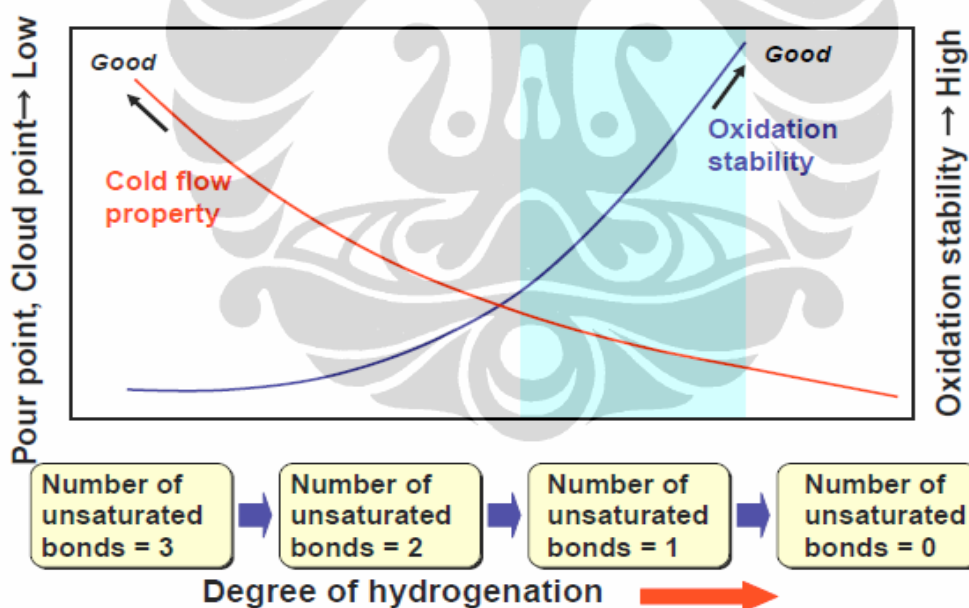 Pour point, Cloud point→ Low
Good
Cold flow
property
Good
Oxidation
stability
Oxidation stability → High
Number of
unsaturated
bonds = 3
Number of
unsaturated
bonds = 2
Number of
unsaturated
bonds = 1
Number of
unsaturated
bonds = 0
Degree of hydrogenation